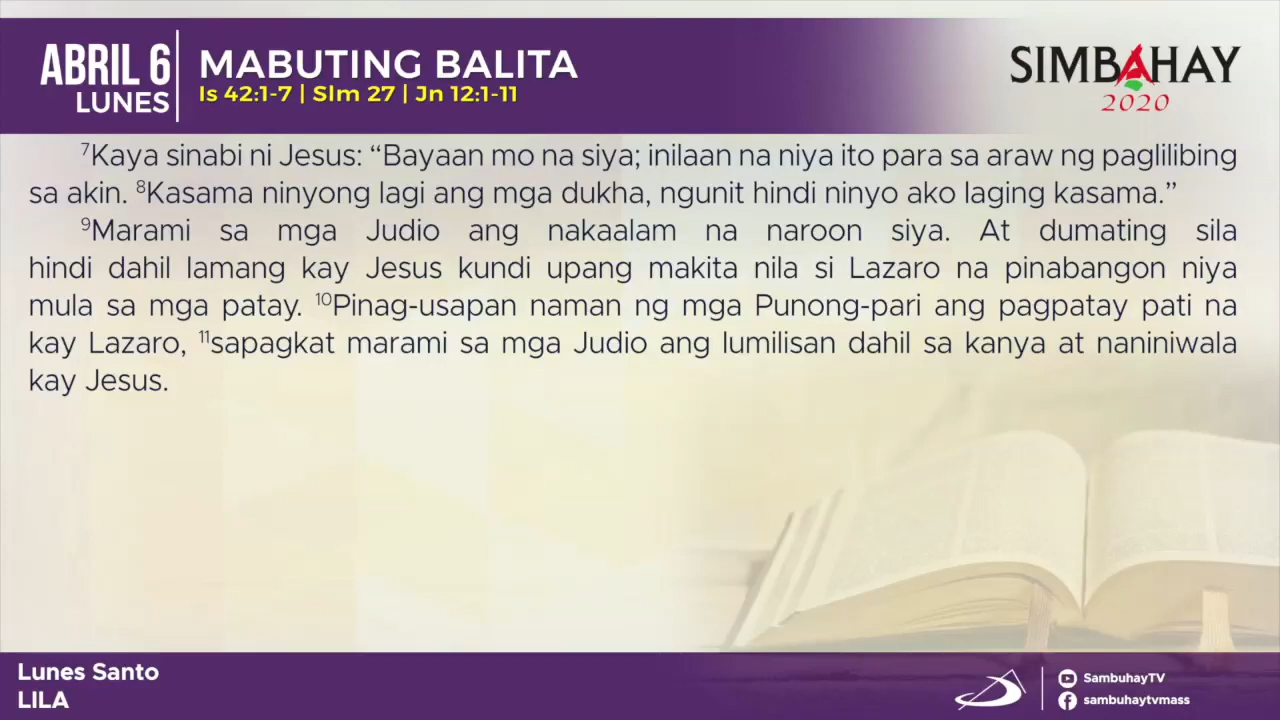 ABRIL 6
LUNES
MABUTING BALITA
Is 42:1-7 | Slm 27 | Jn 12:1-11
SIMBAHAY
2020
⁷Kaya sinabi ni Jesus: “Bayaan mo na siya; inilaan na niya ito para sa araw ng paglilibing
sa akin. ⁸Kasama ninyong lagi ang mga dukha, ngunit hindi ninyo ako laging kasama.”
⁹Marami sa mga Judio ang nakaalam na naroon siya. At dumating sila
hindi dahil lamang kay Jesus kundi upang makita nila si Lazaro na pinabangon niya
mula sa mga patay. ¹⁰Pinag-usapan naman ng mga Punong-pari ang pagpatay pati na
kay Lazaro, ¹¹sapagkat marami sa mga Judio ang lumilisan dahil sa kanya at naniniwala
kay Jesus.
Lunes Santo
LILA
SambuhayTV
sambuhaytvmass